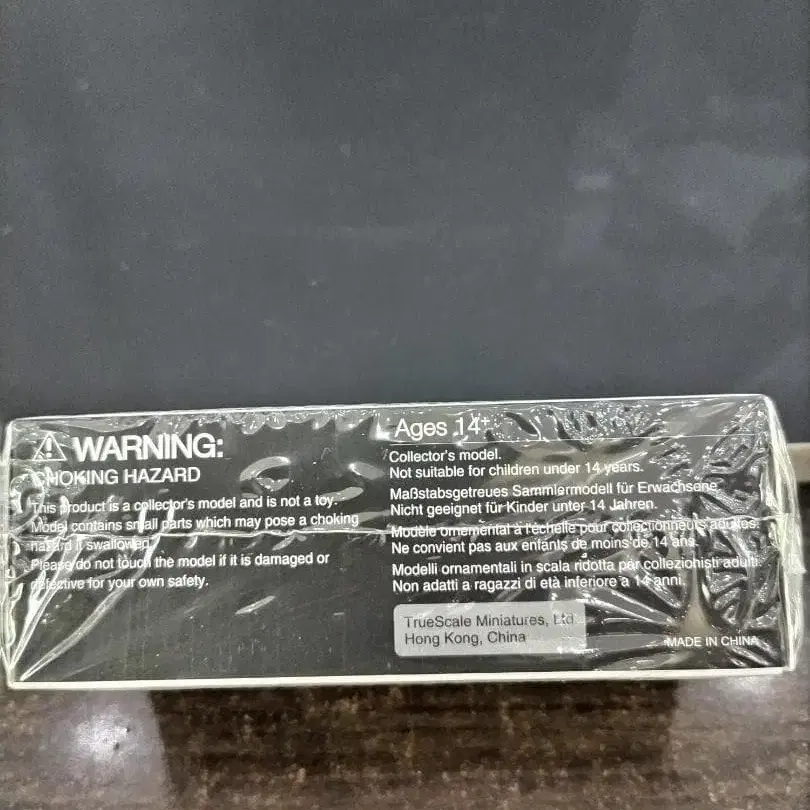 WARNING:
CHOKING HAZARD
This product is a collector's model and is not a toy.
Model contains small parts which may pose a choking
hazard if swallowed.
Please do not touch the model if it is damaged or
defective for your own safety.
Ages 14+
Collector's model.
Not suitable for children under 14 years.
Maßstabsgetreues Sammlermodell für Erwachsene.
Nicht geeignet für Kinder unter 14 Jahren.
Modèle ornemental à l'échelle pour collectionneurs adultes.
Ne convient pas aux enfants de moins de 14 ans.
Modelli ornamentali in scala ridotta per collezionisti adulti.
Non adatti a ragazzi di età inferiore a 14 anni.
TrueScale Miniatures, Ltd
Hong Kong, China
MADE IN CHINA